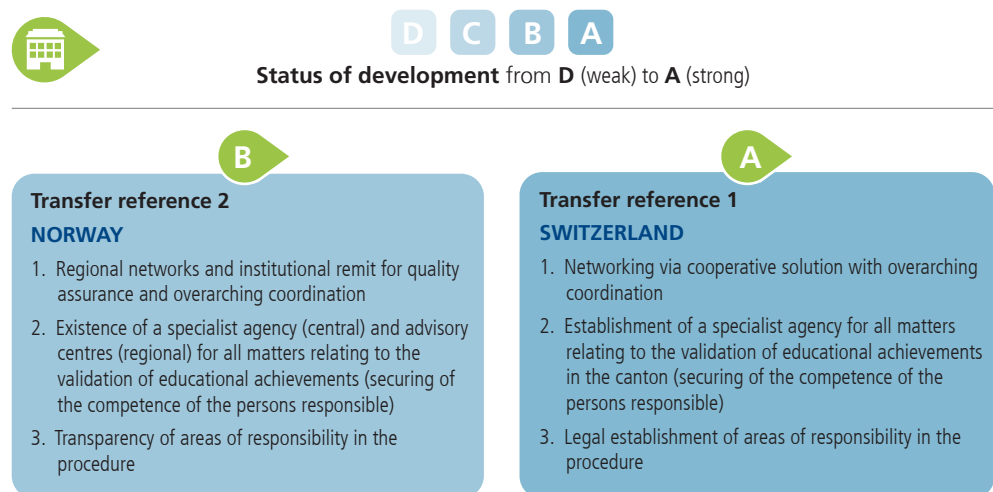 D C B A
Status of development from D (weak) to A (strong)
B
Transfer reference 2
NORWAY
1. Regional networks and institutional remit for quality
assurance and overarching coordination
2. Existence of a specialist agency (central) and advisory
centres (regional) for all matters relating to the
validation of educational achievements (securing of
the competence of the persons responsible)
3. Transparency of areas of responsibility in the
procedure
A
Transfer reference 1
SWITZERLAND
1. Networking via cooperative solution with overarching
coordination
2. Establishment of a specialist agency for all matters
relating to the validation of educational achievements
in the canton (securing of the competence of the
persons responsible)
3. Legal establishment of areas of responsibility in the
procedure